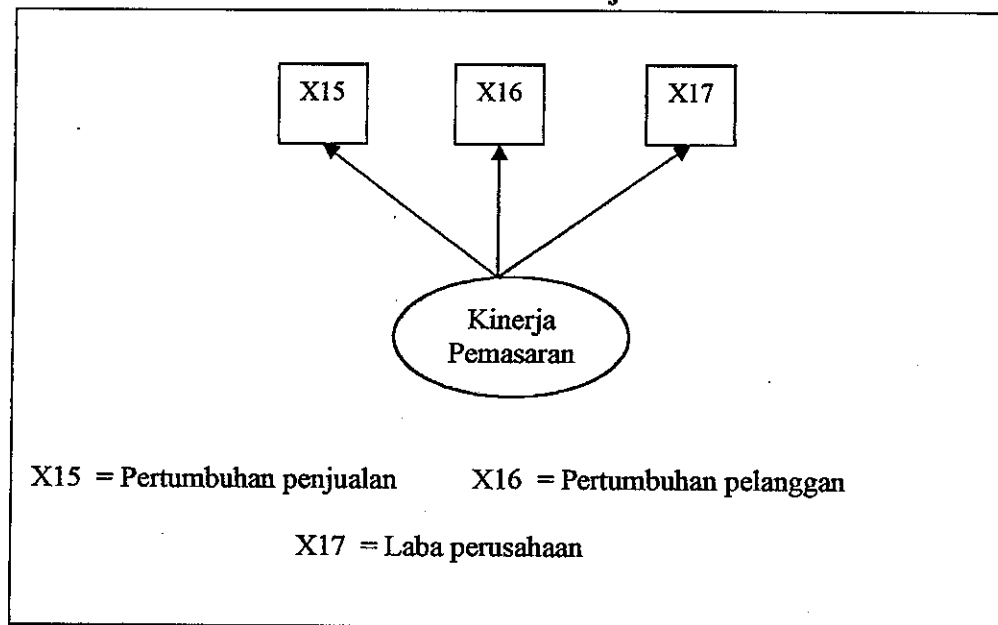 X15 X16 X17
Kinerja
Pemasaran
X15 = Pertumbuhan penjualan X16 = Pertumbuhan pelanggan
X17 = Laba perusahaan